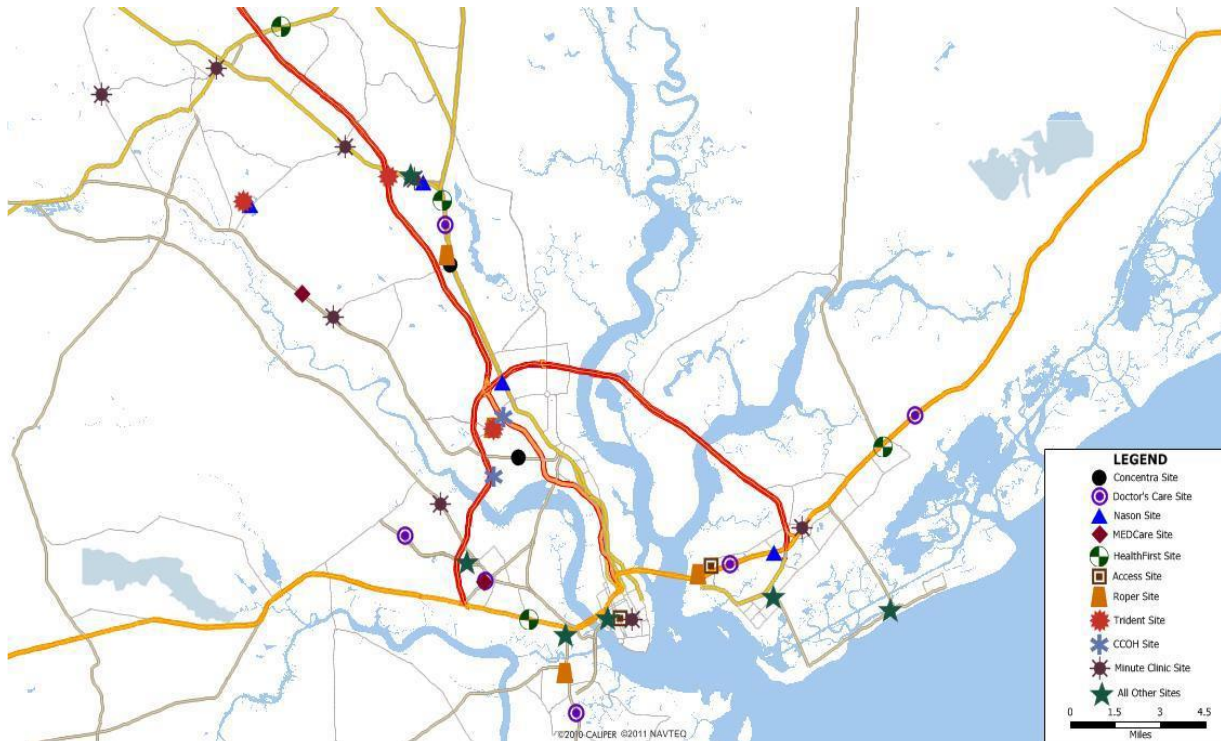 LEGEND
Concentra Site
Doctor's Care Site
Nason Site
MEDCare Site
HealthFirst Site
Access Site
Roper Site
Trident Site
CCOH Site
Minute Clinic Site
All Other Sites
0 1.5 3 4.5
Miles
©2010 CALIPER ©2011 NAVTEQ